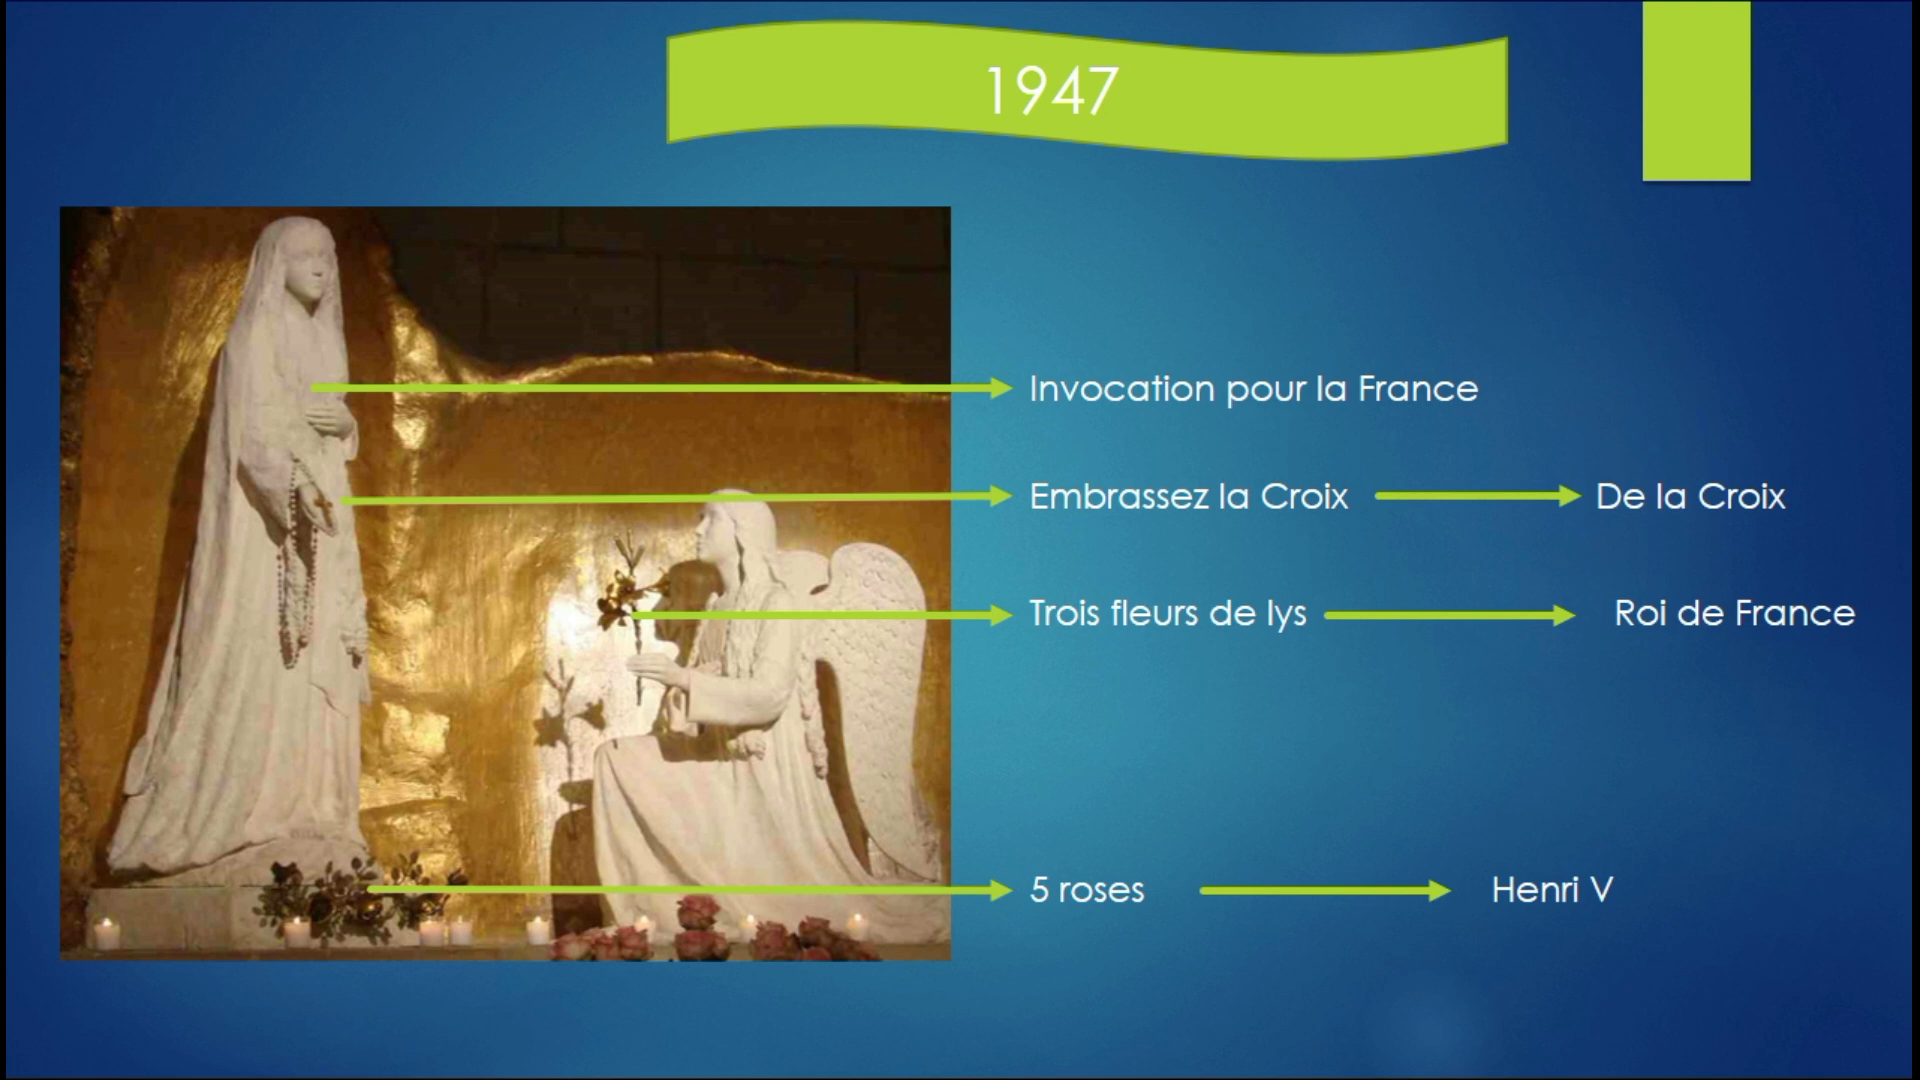 1947
Invocation pour la France
Embrassez la Croix De la Croix
Trois fleurs de lys Roi de France
5 roses Henri V